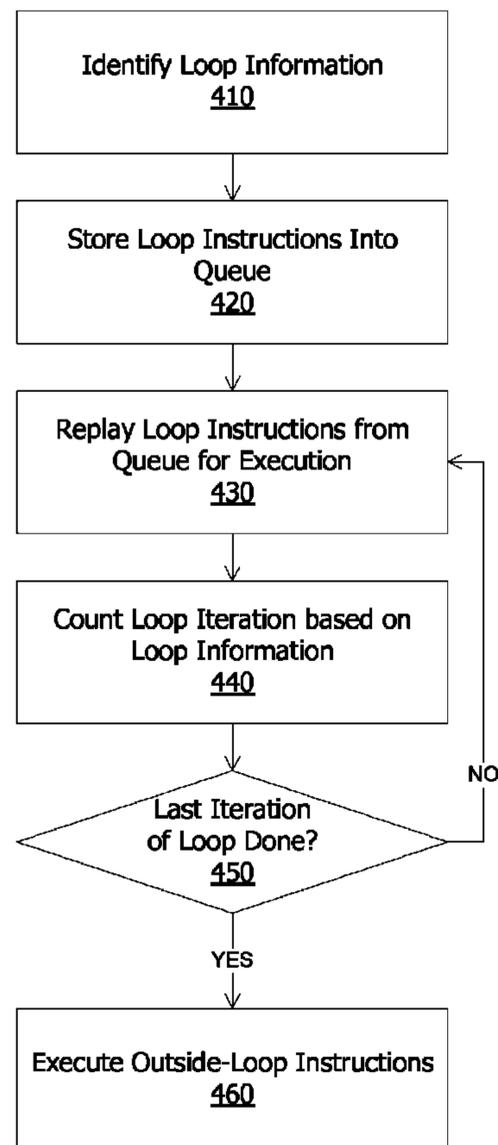 Identify Loop Information
410
Store Loop Instructions Into
Queue
420
Replay Loop Instructions from
Queue for Execution
430
Count Loop Iteration based on
Loop Information
440
Last Iteration
of Loop Done?
450
NO
YES
Execute Outside-Loop Instructions
460